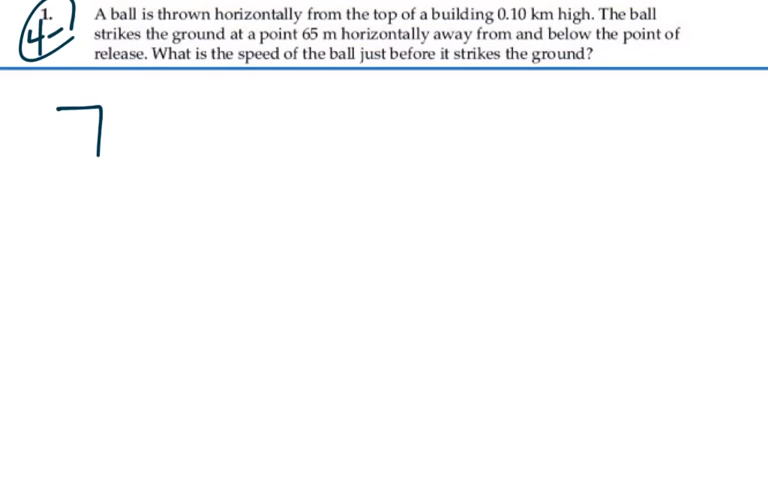 4-1
1. A ball is thrown horizontally from the top of a building 0.10 km high. The ball
strikes the ground at a point 65 m horizontally away from and below the point of
release. What is the speed of the ball just before it strikes the ground?